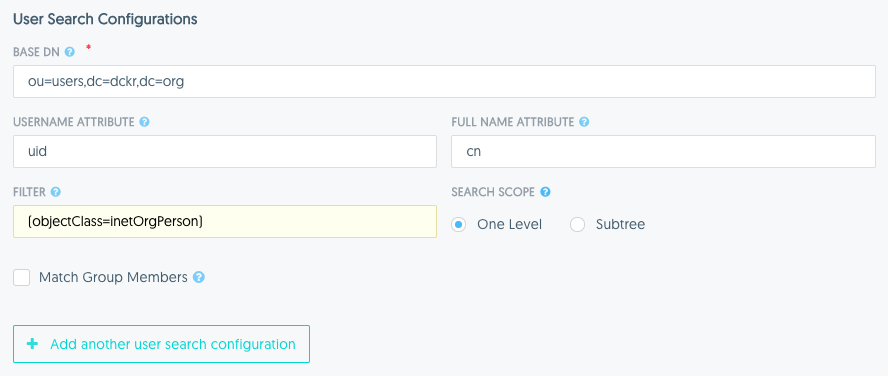 User Search Configurations
BASE DN ? *
ou=users,dc=dckr,dc=org
USERNAME ATTRIBUTE ? FULL NAME ATTRIBUTE ?
uid cn
FILTER ? SEARCH SCOPE ?
(objectClass=inetOrgPerson) One Level Subtree
Match Group Members ?
+ Add another user search configuration